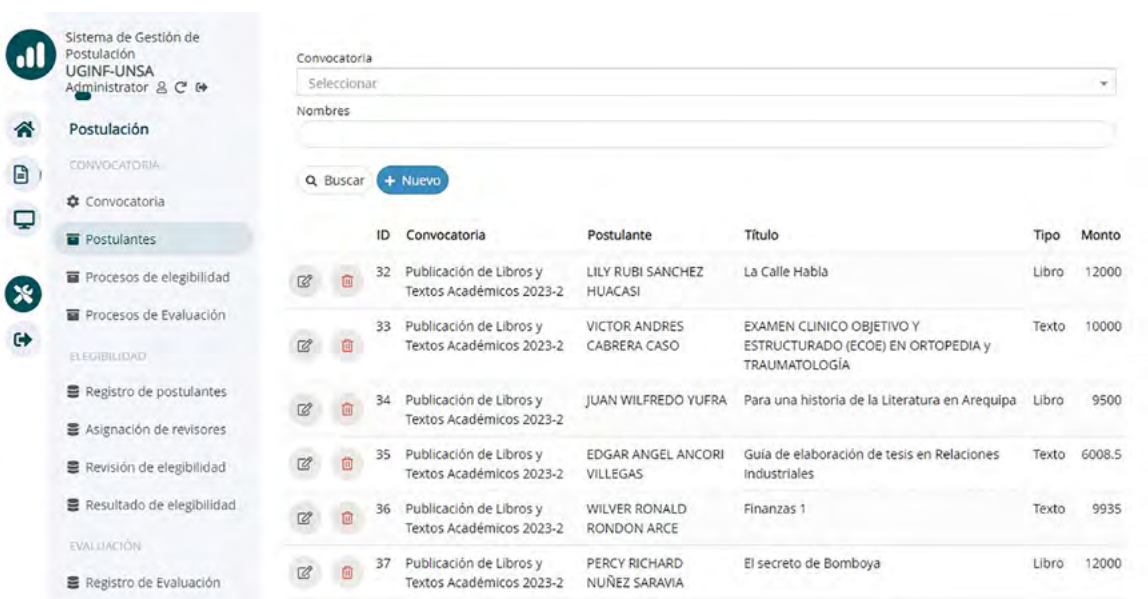 Sistema de Gestión de
Postulación
UGINF-UNSA
Administrator
Postulación
CONVOCATORIA
Convocatoria
Postulantes
Procesos de elegibilidad
Procesos de Evaluación
ELEGIBILIDAD
Registro de postulantes
Asignación de revisores
Revisión de elegibilidad
Resultado de elegibilidad
EVALUACIÓN
Registro de Evaluación
Convocatoria
Seleccionar
Nombres
Buscar + Nuevo
ID Convocatoria Postulante Título Tipo Monto
32 Publicación de Libros y LILY RUBI SANCHEZ La Calle Habla Libro 12000
Textos Académicos 2023-2 HUACASI
33 Publicación de Libros y VICTOR ANDRES EXAMEN CLINICO OBJETIVO Y Texto 10000
Textos Académicos 2023-2 CABRERA CASO ESTRUCTURADO (ECOE) EN ORTOPEDIA y
TRAUMATOLOGÍA
34 Publicación de Libros y JUAN WILFREDO YUFRA Para una historia de la Literatura en Arequipa Libro 9500
Textos Académicos 2023-2
35 Publicación de Libros y EDGAR ANGEL ANCORI Guía de elaboración de tesis en Relaciones Texto 6008.5
Textos Académicos 2023-2 VILLEGAS Industriales
36 Publicación de Libros y WILVER RONALD Finanzas 1 Texto 9935
Textos Académicos 2023-2 RONDON ARCE
37 Publicación de Libros y PERCY RICHARD El secreto de Bomboya Libro 12000
Textos Académicos 2023-2 NUÑEZ SARAVIA